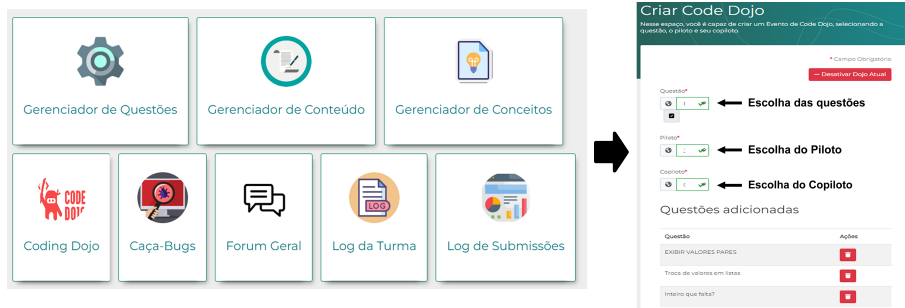 Gerenciador de Questões
Gerenciador de Conteúdo
Gerenciador de Conceitos
CODE
DOJO
Coding Dojo
Caça-Bugs
Forum Geral
LOG
Log da Turma
Log de Submissões
Criar Code Dojo
Nesse espaço, você é capaz de criar um Evento de Code Dojo, selecionando a
questão, o piloto e seu copiloto
* Campo Obrigatório
— Desativar Dojo Atual
Questão*
Escolha das questões
Piloto*
Escolha do Piloto
Copiloto*
Escolha do Copiloto
Questões adicionadas
Questão Ações
EXIBIR VALORES PARES
Troca de valores em listas
Inteiro que falta?